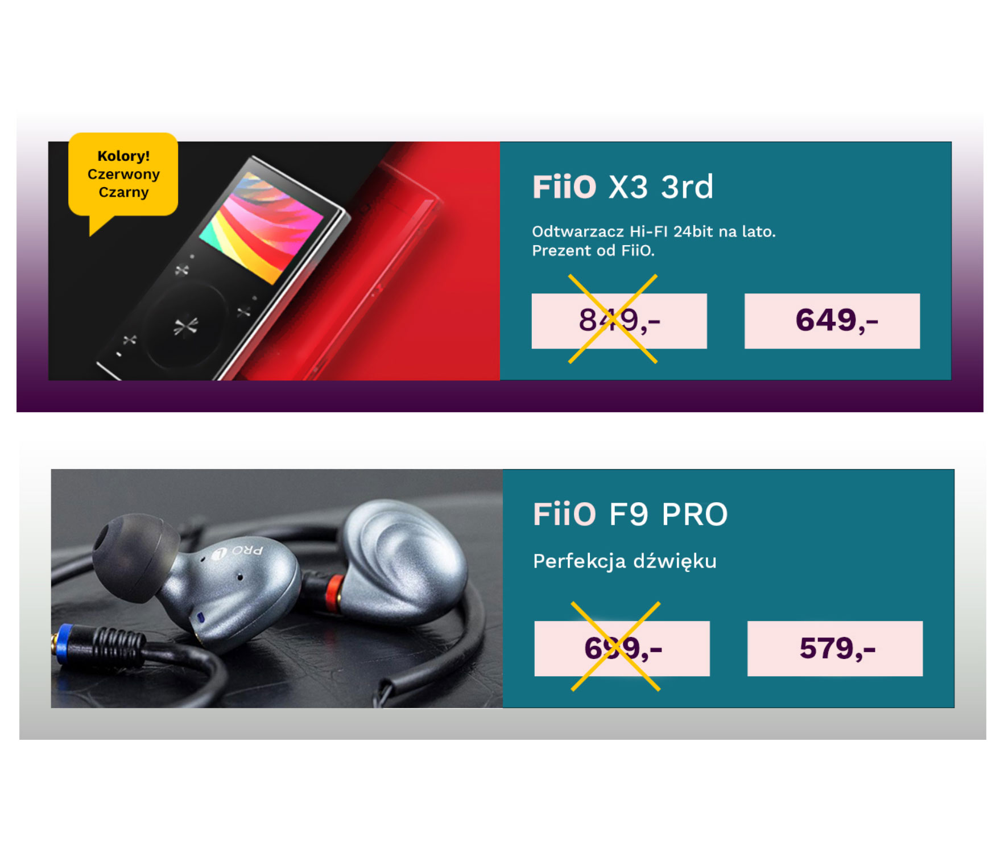 Kolory!
Czerwony
Czarny
FiiO X3 3rd
Odtwarzacz Hi-FI 24bit na lato.
Prezent od FiiO.
849,-
649,-
PRO L
FiiO F9 PRO
Perfekcja dźwięku
699,-
579,-